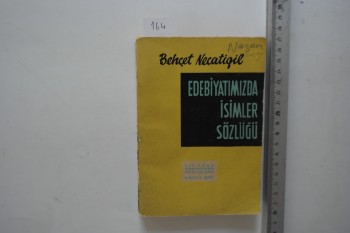 164
Behçet Necatigil
EDEBİYATIMIZDA
İSİMLER
SÖZLÜĞÜ